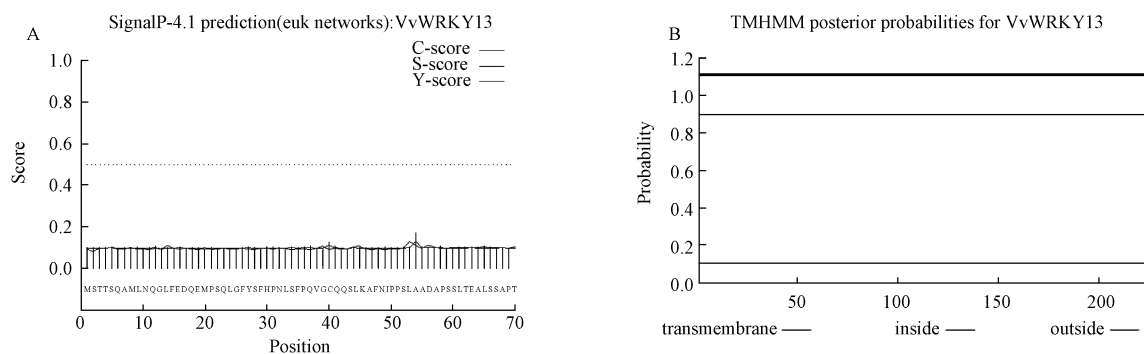 A
SignalP-4.1 prediction(euk networks):VvWRKY13
C-score
S-score
Y-score
1.0
0.8
0.6
0.4
0.2
0.0
Score
MSTTSQAMLNQGLFEDQEMPSQLGFYSFHPNLSFPQVGCQQSLKAFNIPPSLAADAPSSLTEALSSAPT
0 10 20 30 40 50 60 70
Position
B
TMHMM posterior probabilities for VvWRKY13
1.2
1.0
0.8
0.6
0.4
0.2
0
Probability
50 100 150 200
transmembrane inside outside